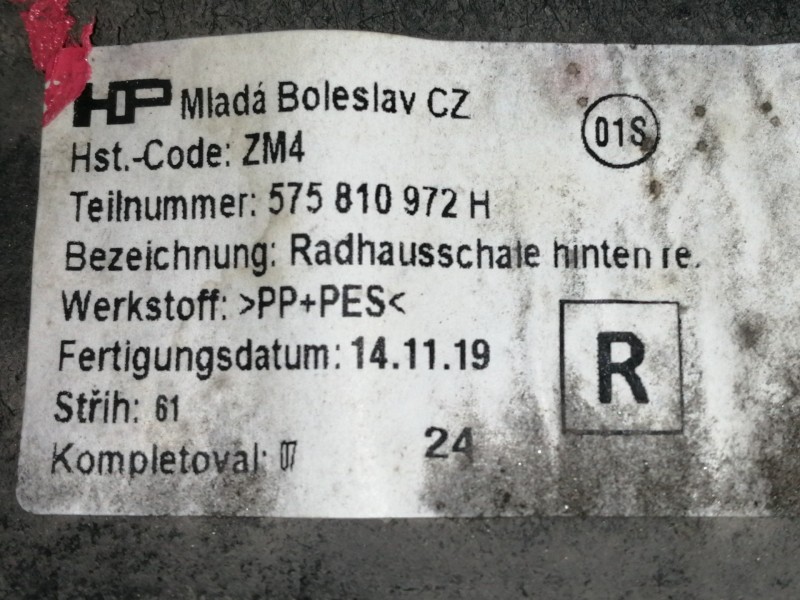 HP Mladá Boleslav CZ
01S
Hst.-Code: ZM4
Teilnummer: 575 810 972 H
Bezeichnung: Radhausschale hinten re.
Werkstoff: >PP+PES<
Fertigungsdatum: 14.11.19
R
Střih: 61
Kompletoval: 07
24